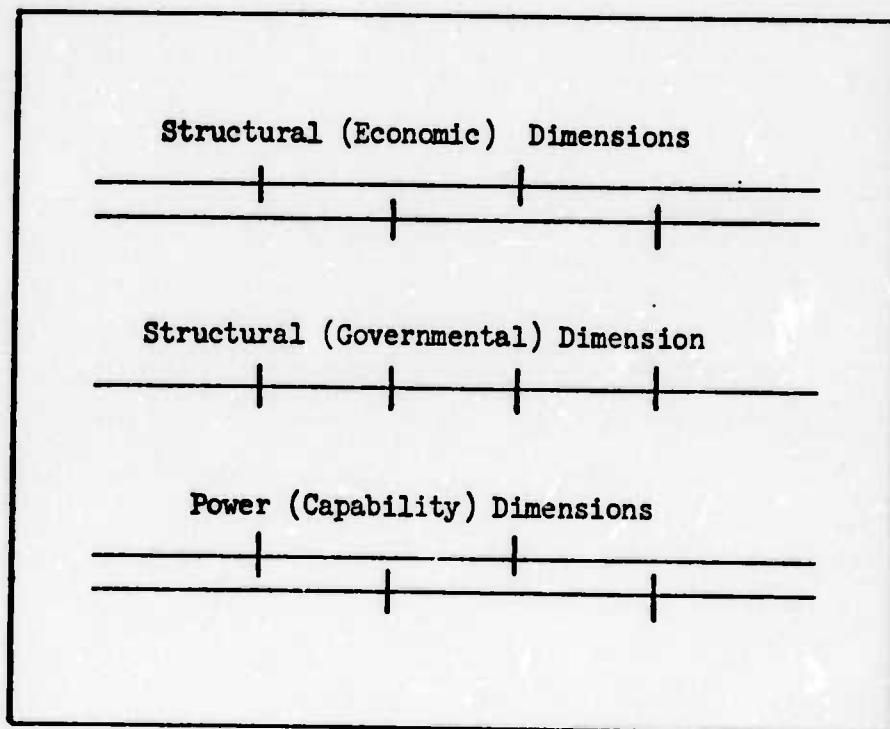 Structural (Economic) Dimensions
Structural (Governmental) Dimension
Power (Capability) Dimensions